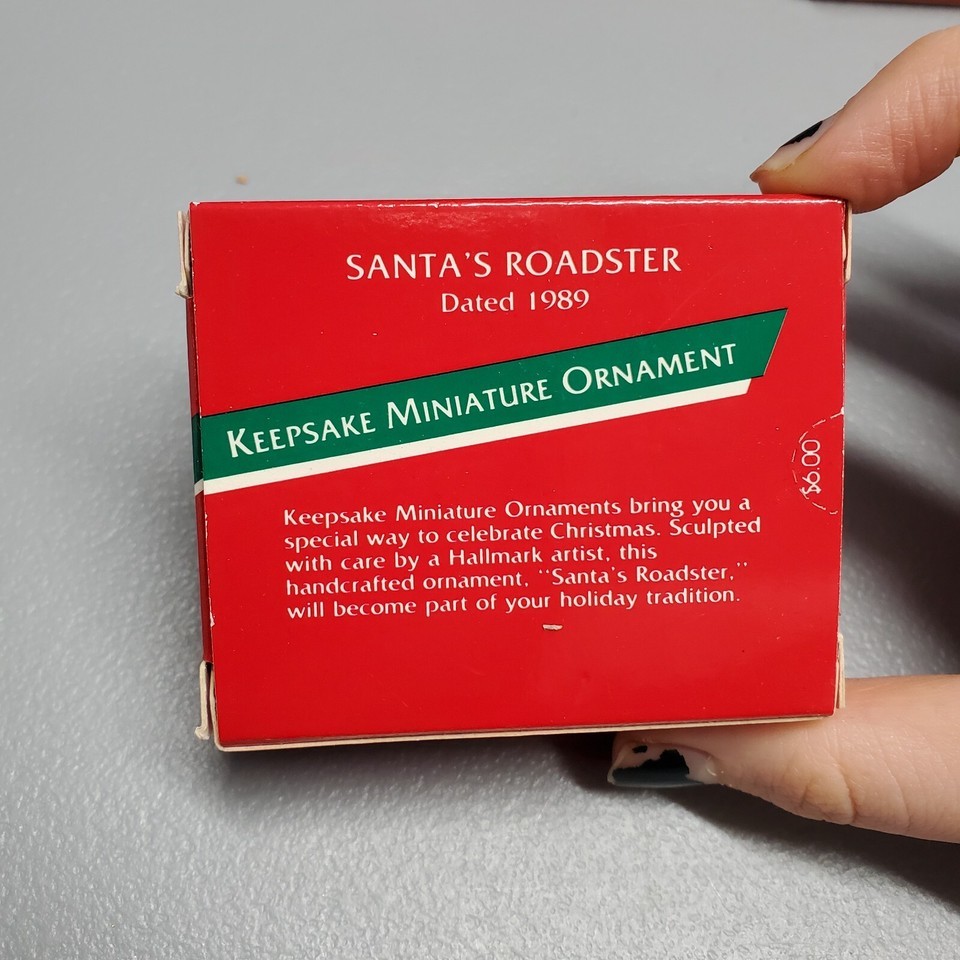 SANTA'S ROADSTER
Dated 1989
KEEPSAKE MINIATURE ORNAMENT
$6.00
Keepsake Miniature Ornaments bring you a
special way to celebrate Christmas. Sculpted
with care by a Hallmark artist, this
handcrafted ornament, "Santa's Roadster,"
will become part of your holiday tradition.